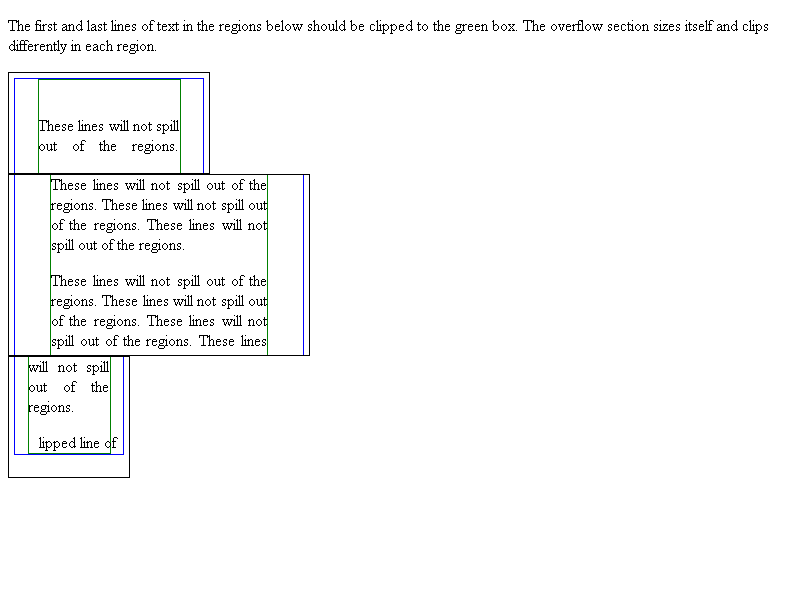 The first and last lines of text in the regions below should be clipped to the green box. The overflow section sizes itself and clips
differently in each region.
These lines will not spill
out of the regions.
These lines will not spill out of the
regions. These lines will not spill out
of the regions. These lines will not
spill out of the regions.
These lines will not spill out of the
regions. These lines will not spill out
of the regions. These lines will not
spill out of the regions. These lines
will not spill
out of the
regions.
lipped line of